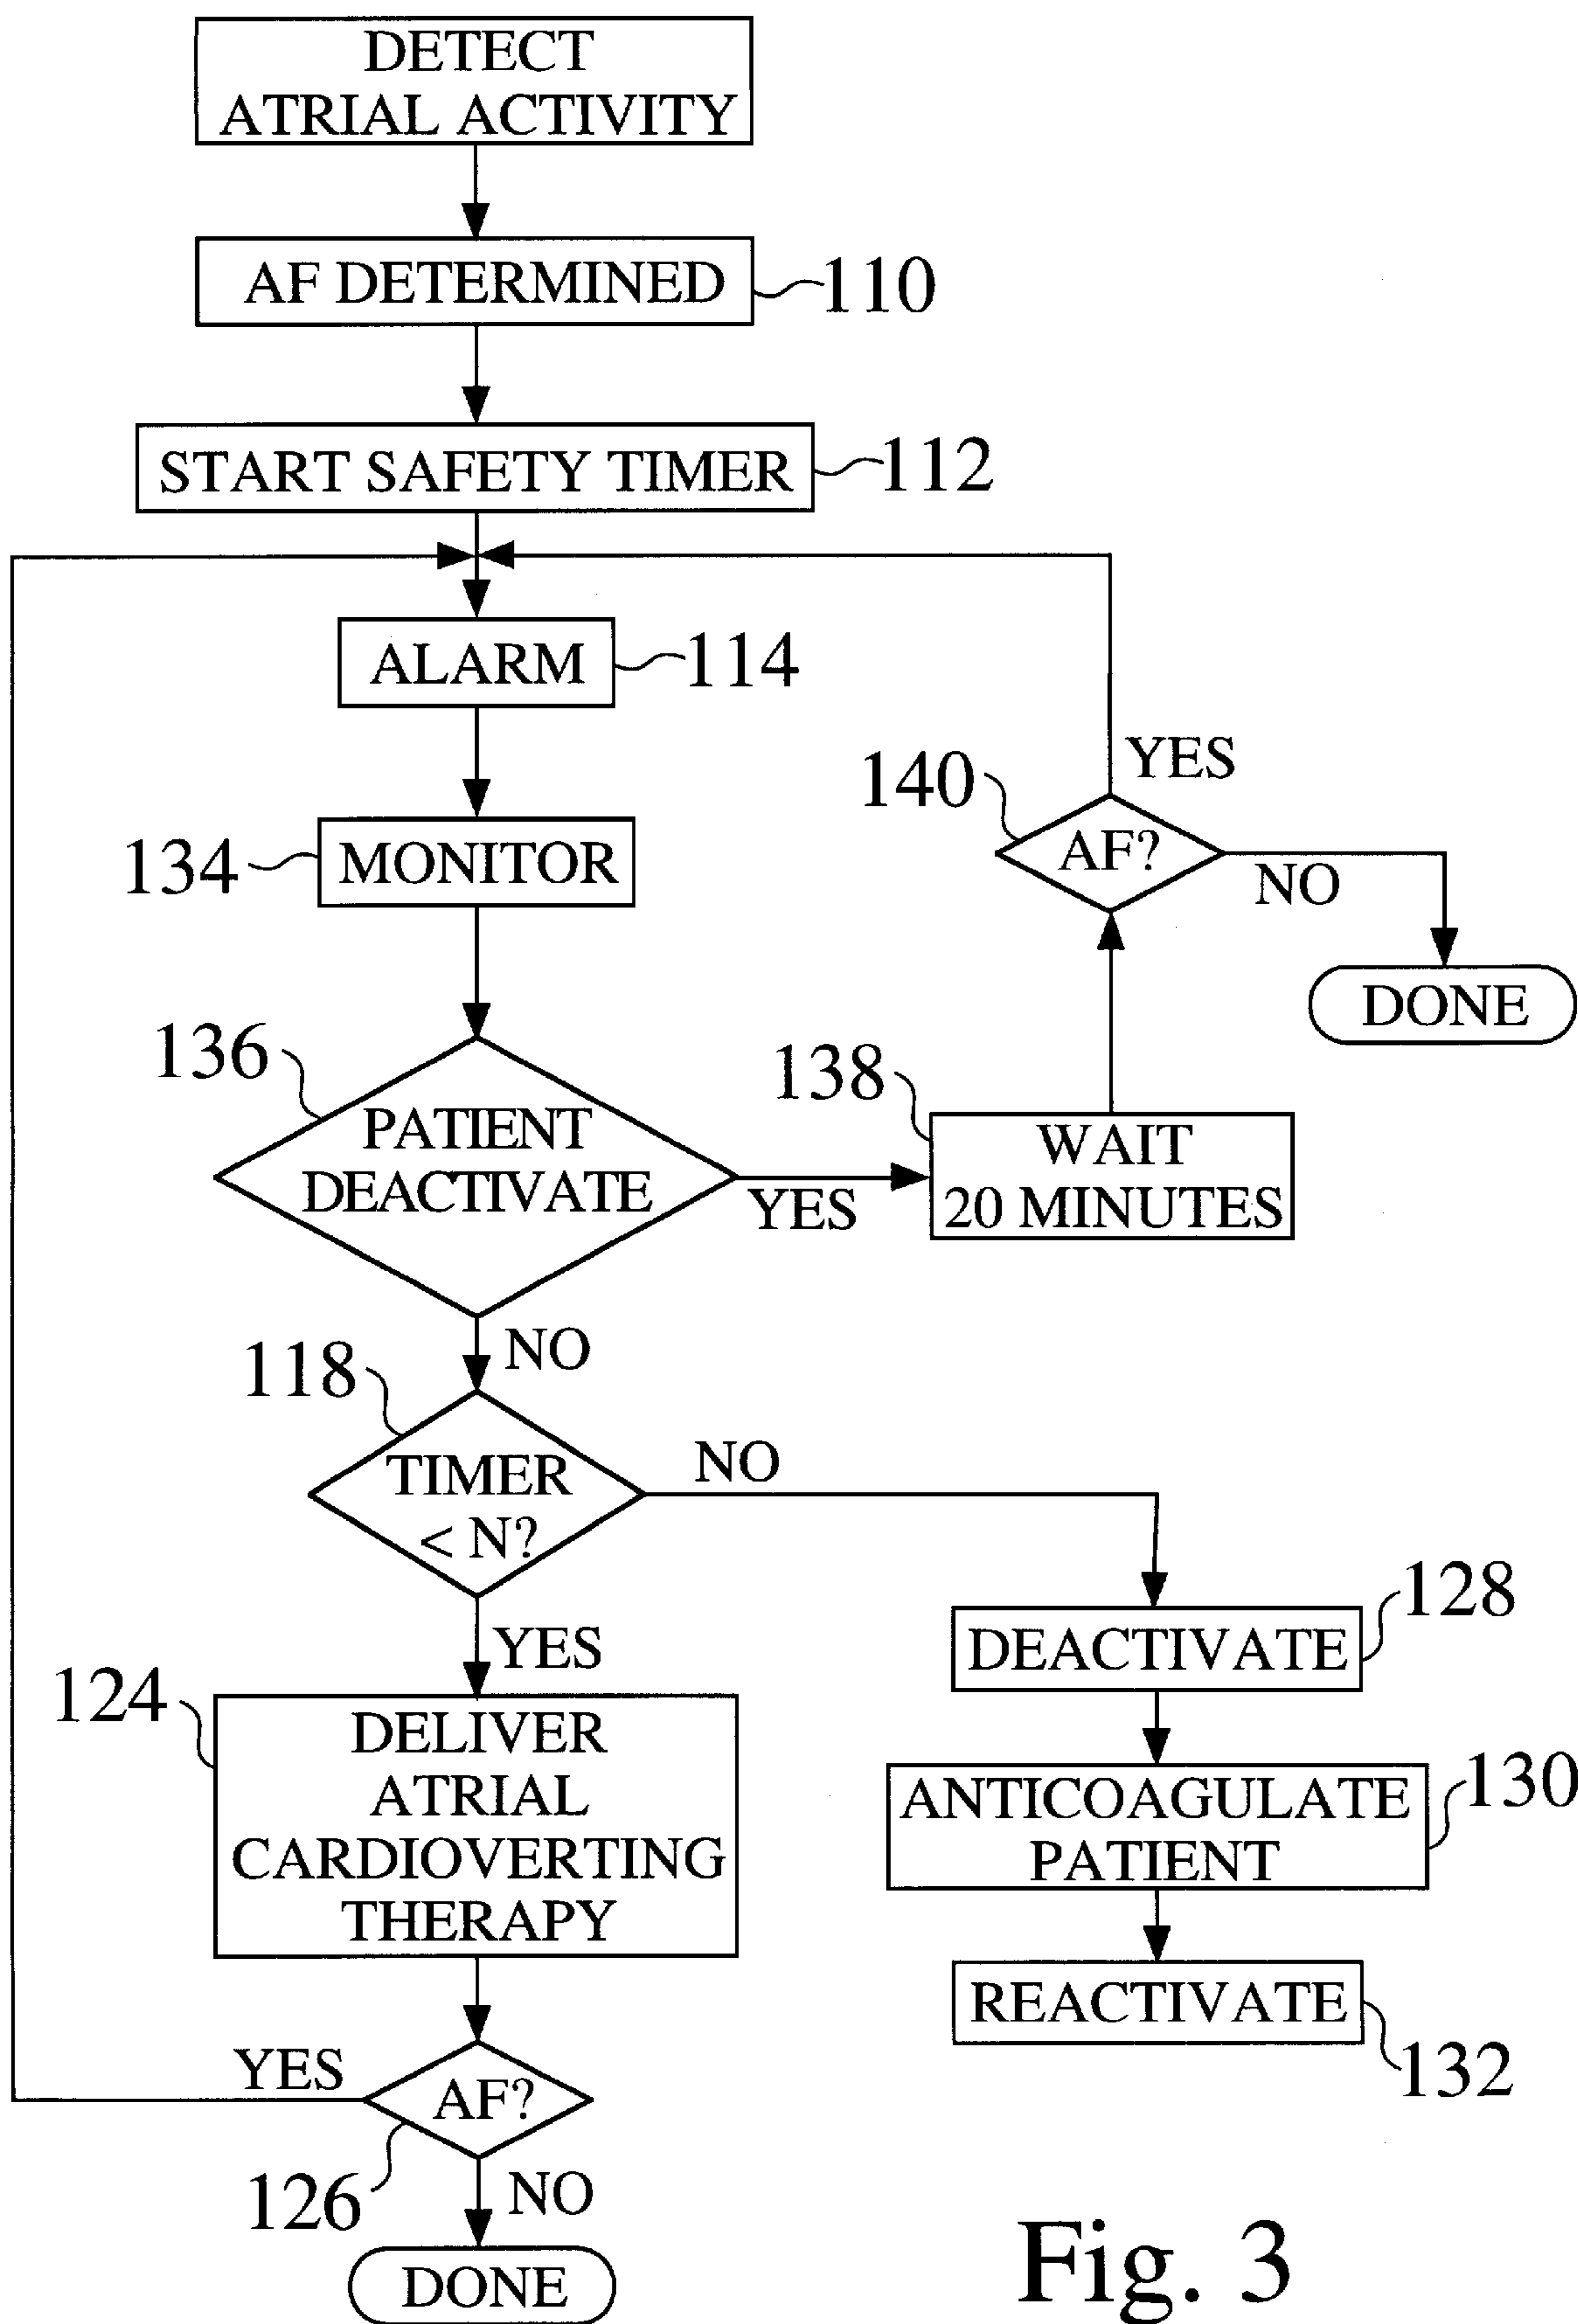 DETECT
ATRIAL ACTIVITY
AF DETERMINED
110
START SAFETY TIMER
112
ALARM
114
YES
140
AF?
NO
134
MONITOR
DONE
136
PATIENT
DEACTIVATE
YES
138
WAIT
20 MINUTES
NO
118
TIMER
< N?
NO
YES
128
DEACTIVATE
124
DELIVER
ATRIAL
CARDIOVERTING
THERAPY
130
ANTICOAGULATE
PATIENT
REACTIVATE
132
YES
AF?
126
NO
DONE
Fig. 3